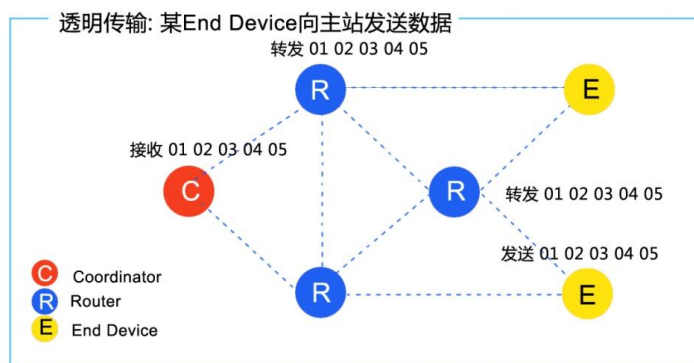 透明传输: 某End Device向主站发送数据
转发 01 02 03 04 05
R
E
接收 01 02 03 04 05
C
R
转发 01 02 03 04 05
发送 01 02 03 04 05
R
E
C Coordinator
R Router
E End Device